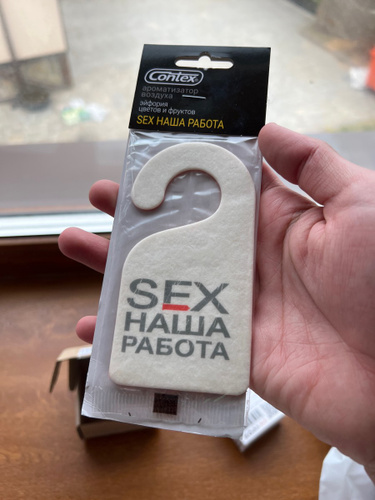 Contex
ароматизатор
воздуха
эйфория
цветов и фруктов
SEX НАША РАБОТА
SEX
НАША
РАБОТА